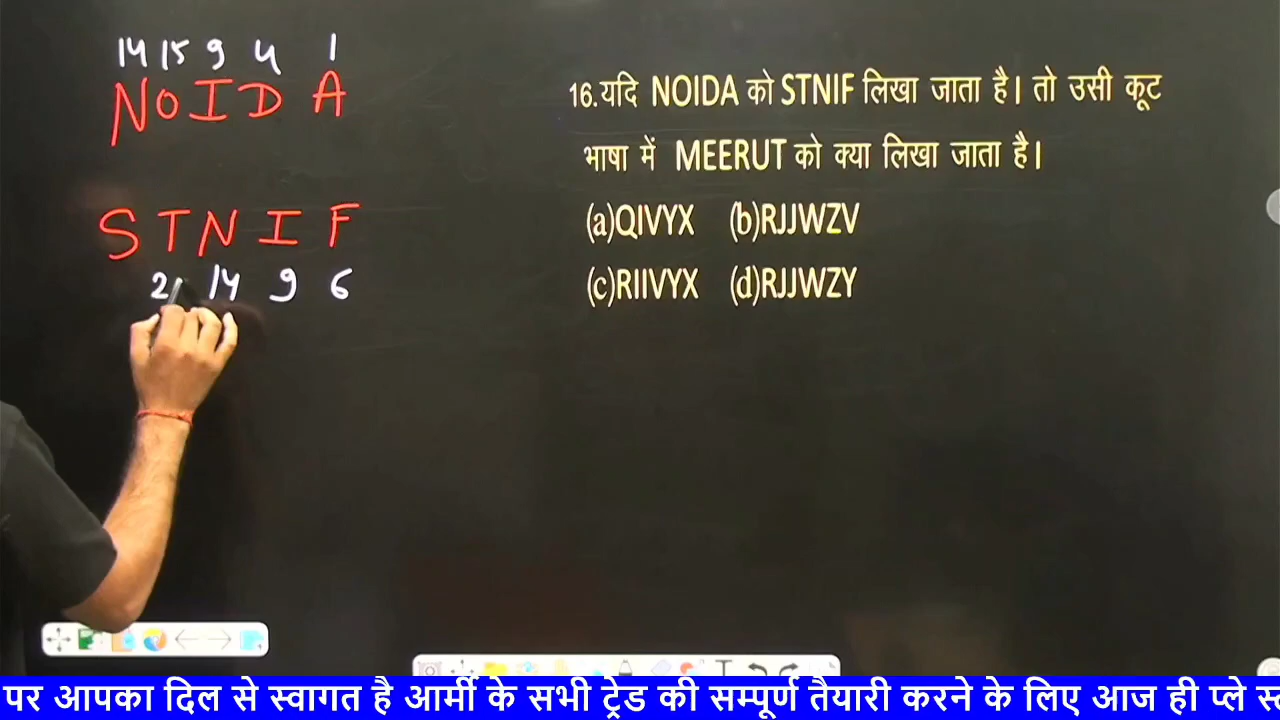 14 15 9 4 1
NOIDA
STNIF
2 14 9 6
16.यदि NOIDA को STNIF लिखा जाता है। तो उसी कूट
भाषा में MEERUT को क्या लिखा जाता है।
(a)QIVYX (b)RJJWZV
(c)RIIVYX (d)RJJWZY
पर आपका दिल से स्वागत है आर्मी के सभी ट्रेड की सम्पूर्ण तैयारी करने के लिए आज ही प्ले